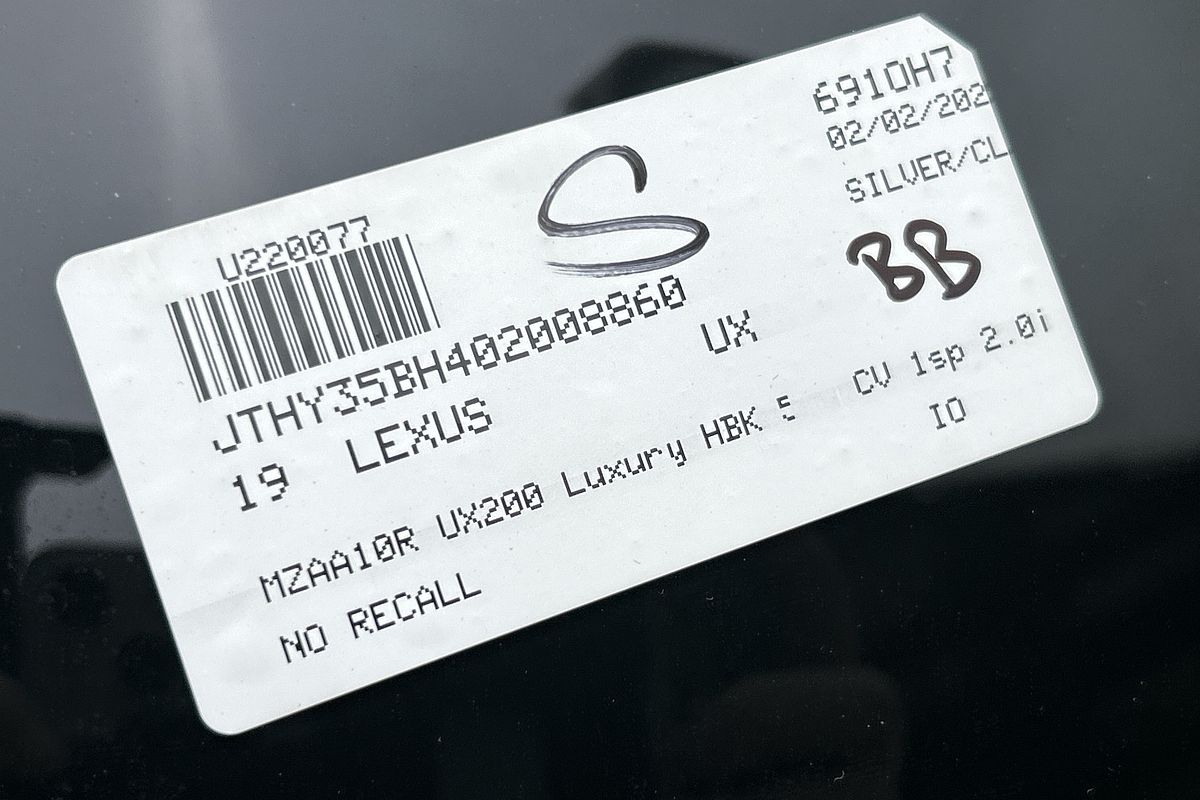 6910H7
02/02/202
SILVER/CL
S
U220077
BB
JTHY35BH402008860
19 LEXUS UX
MZAA10R UX200 Luxury HBK 5 CV 1sp 2.0i
NO RECALL IO